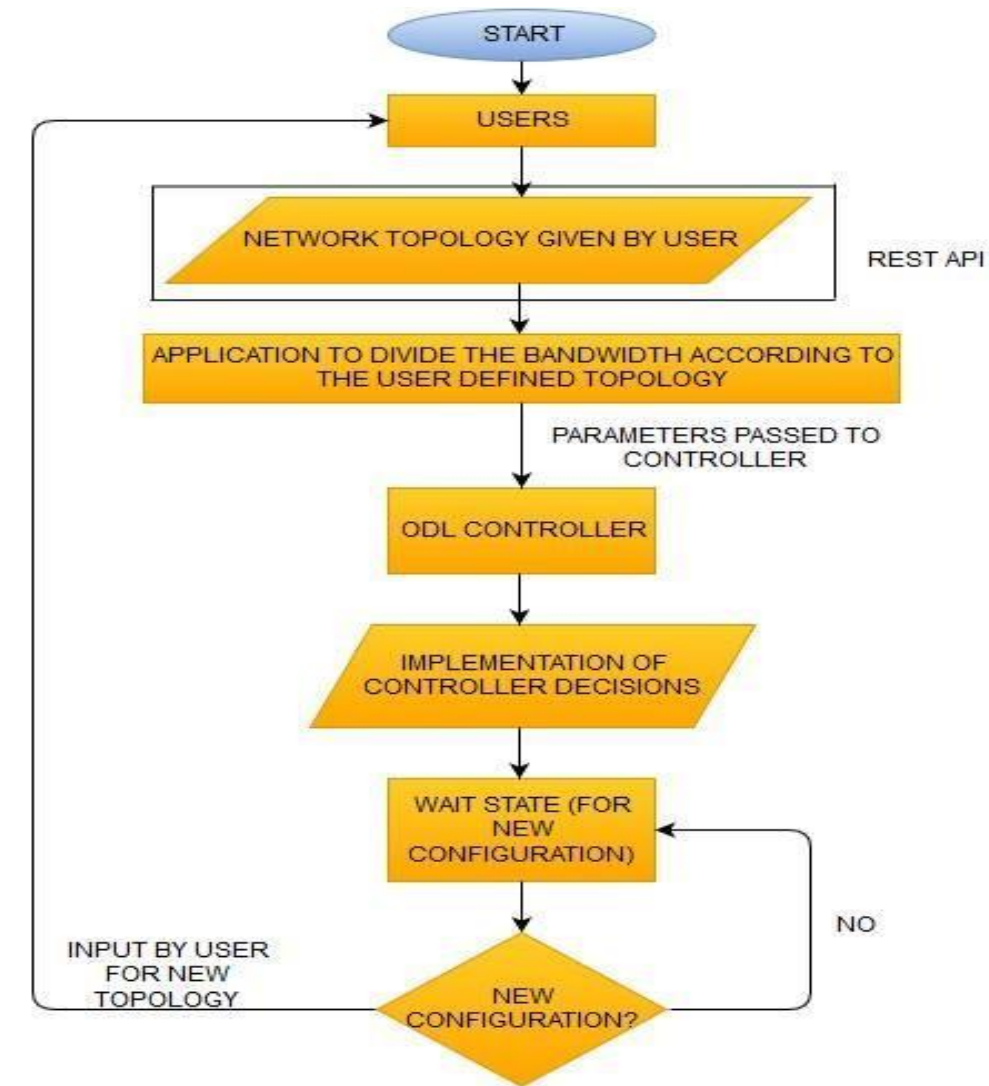 START
USERS
NETWORK TOPOLOGY GIVEN BY USER
REST API
APPLICATION TO DIVIDE THE BANDWIDTH ACCORDING TO
THE USER DEFINED TOPOLOGY
PARAMETERS PASSED TO
CONTROLLER
ODL CONTROLLER
IMPLEMENTATION OF
CONTROLLER DECISIONS
WAIT STATE (FOR
NEW
CONFIGURATION)
NO
INPUT BY USER
FOR NEW
TOPOLOGY
NEW
CONFIGURATION?